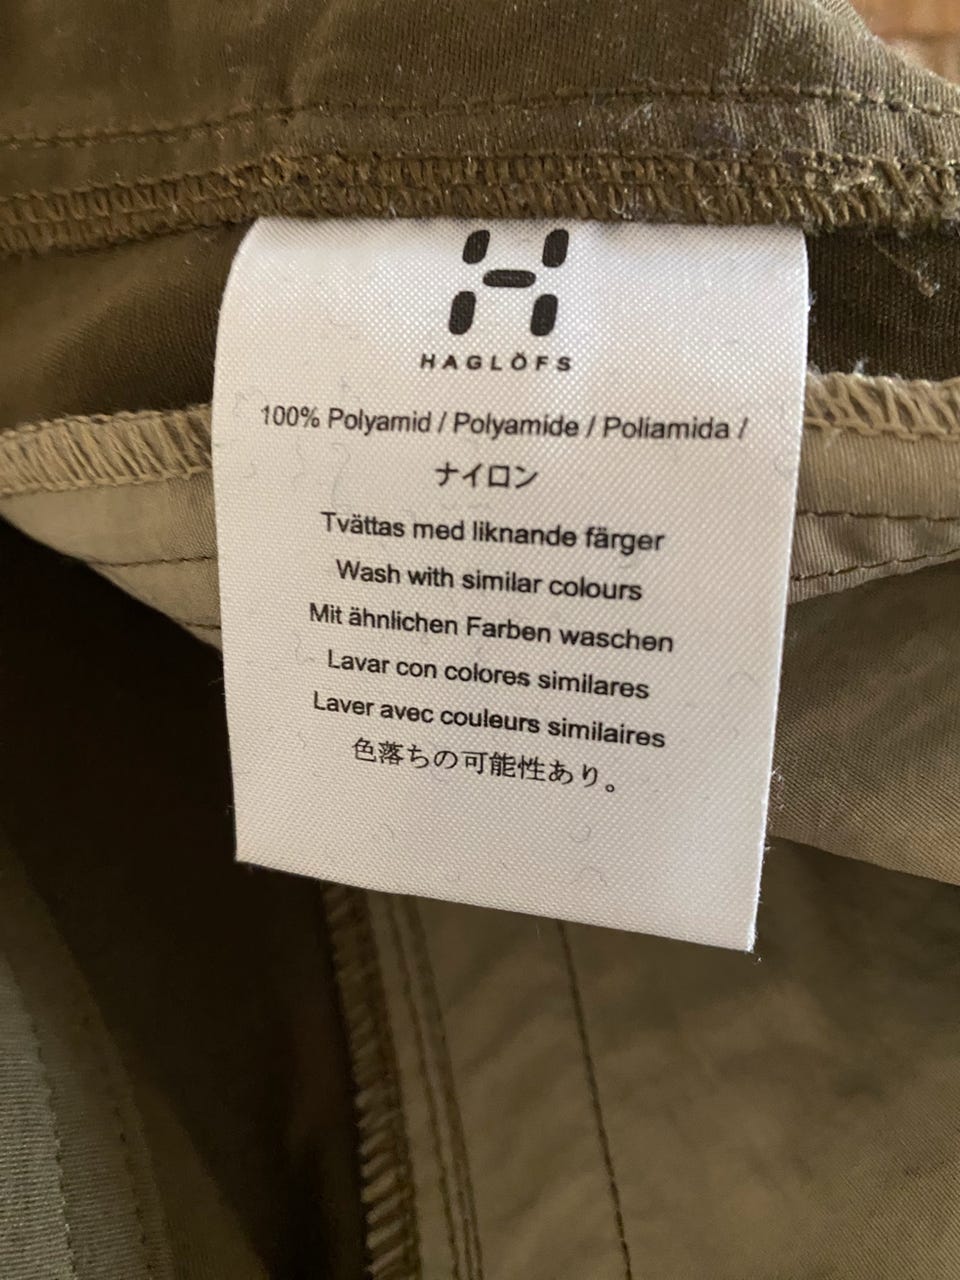 HAGLÖFS
100% Polyamid / Polyamide / Poliamida /
ナイロン
Tvättas med liknande färger
Wash with similar colours
Mit ähnlichen Farben waschen
Lavar con colores similares
Laver avec couleurs similaires
色落ちの可能性あり。